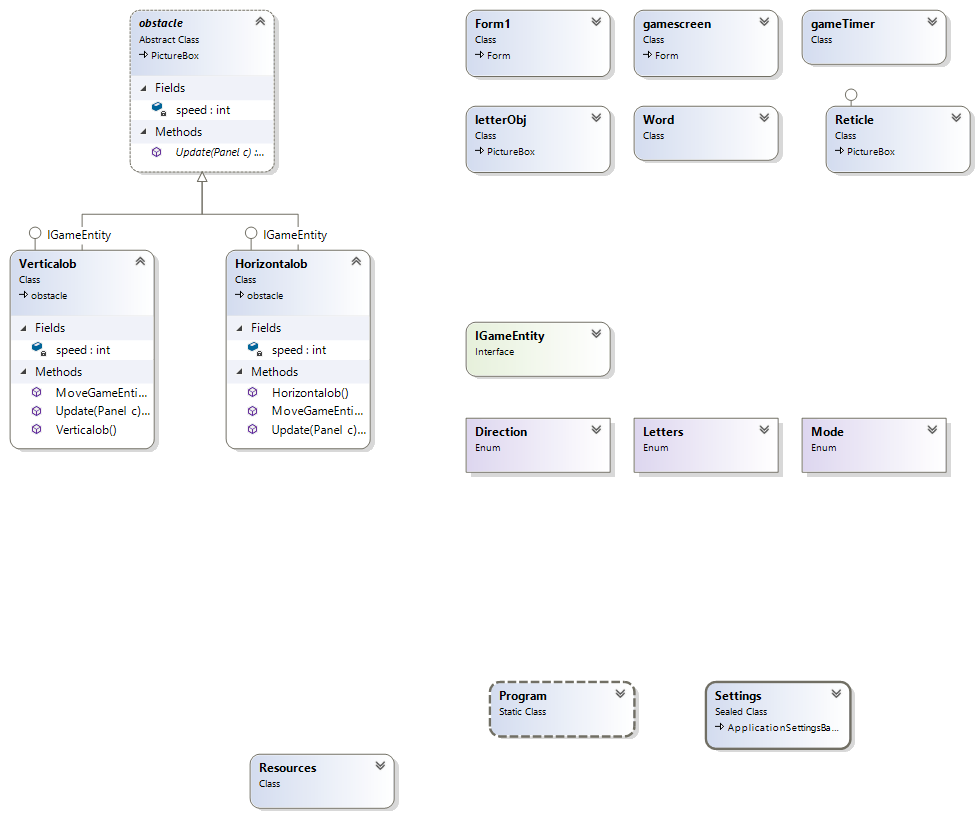 obstacle
Abstract Class
PictureBox
Fields
speed : int
Methods
Update(Panel c) :...
IGameEntity
Verticalob
Class
obstacle
Fields
speed : int
Methods
MoveGameEnti...
Update(Panel c)...
Verticalob()
IGameEntity
Horizontalob
Class
obstacle
Fields
speed : int
Methods
Horizontalob()
MoveGameEnti...
Update(Panel c)...
Form1
Class
Form
gamescreen
Class
Form
gameTimer
Class
letterObj
Class
PictureBox
Word
Class
Reticle
Class
PictureBox
IGameEntity
Interface
Direction
Enum
Letters
Enum
Mode
Enum
Program
Static Class
Settings
Sealed Class
ApplicationSettingsBa...
Resources
Class